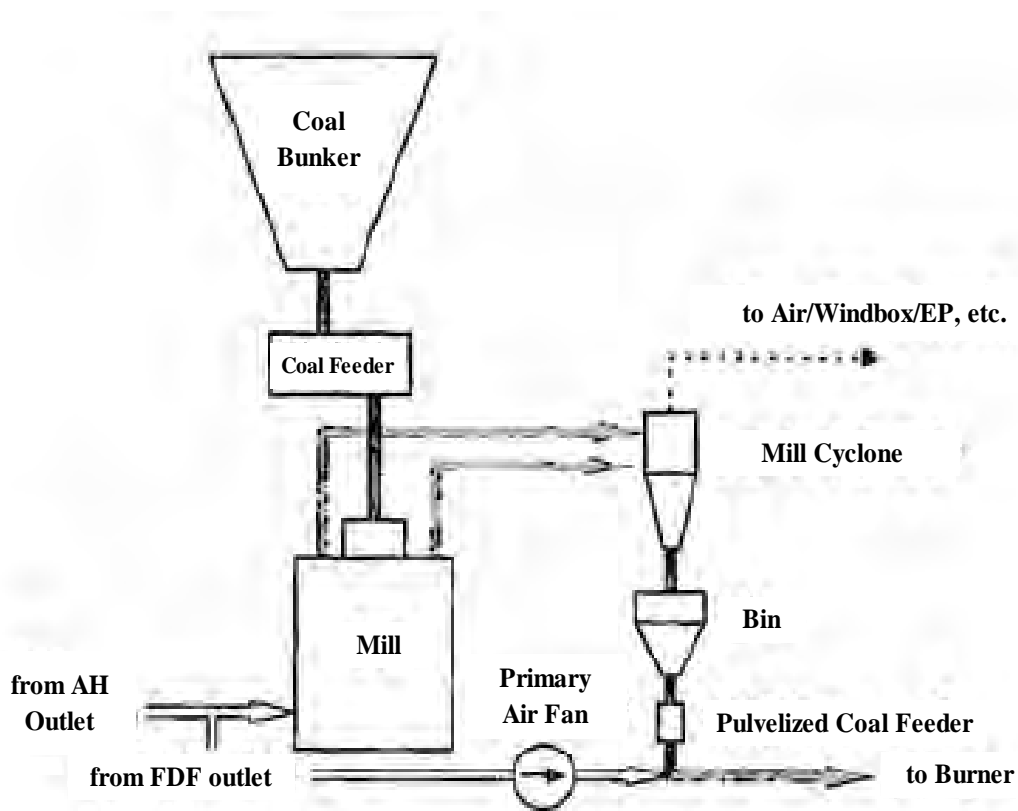 Coal
Bunker
to Air/Windbox/EP, etc.
Coal Feeder
Mill Cyclone
Bin
Mill
Primary
Air Fan
from AH
Outlet
Pulvelized Coal Feeder
from FDF outlet
to Burner